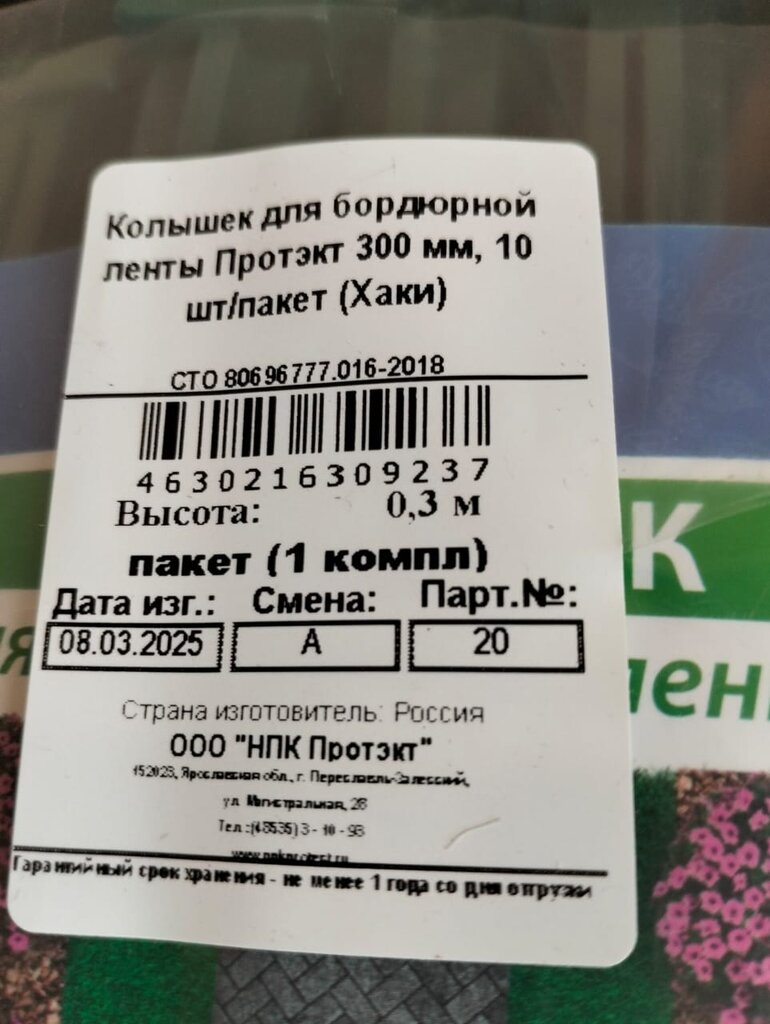 Колышек для бордюрной
ленты Протэкт 300 мм, 10
шт/пакет (Хаки)
СТО 80696777.016-2018
4630216309237
Высота: 0,3 м
пакет (1 компл)
Дата изг.: Смена: Парт.№:
08.03.2025 А 20
К
Я
лен
Страна изготовитель: Россия
ООО "НПК Протэкт"
152023, Ярославская обл., г. Переславль-Залесский,
ул. Магистральная, 28
Тел.:(48535) 3 - 10 - 93
Гарантийный срок хранения - не менее 1 года со дня отгрузки